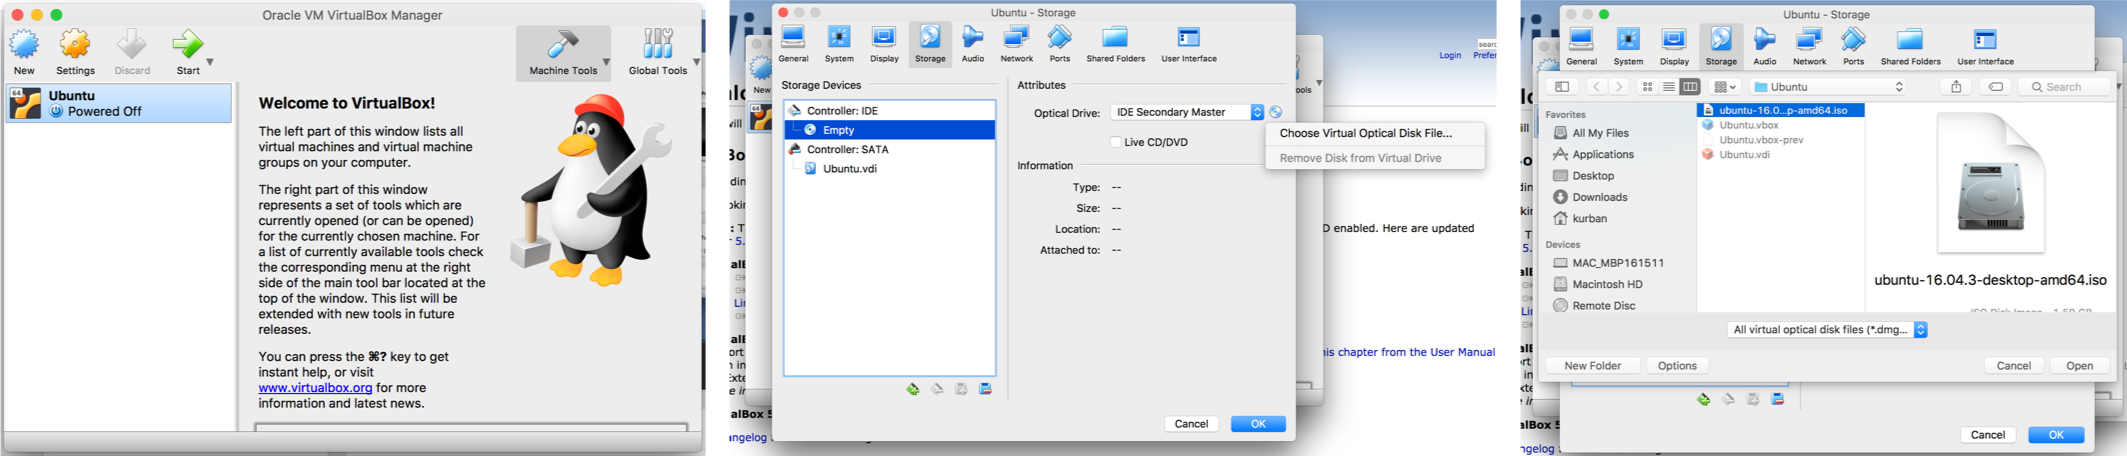 Oracle VM VirtualBox Manager
New
Settings
Discard
Start
Machine Tools
Global Tools
64
Ubuntu
Powered Off
Welcome to VirtualBox!
The left part of this window lists all
virtual machines and virtual machine
groups on your computer.
The right part of this window
represents a set of tools which are
currently opened (or can be opened)
for the currently chosen machine. For
a list of currently available tools check
the corresponding menu at the right
side of the main tool bar located at the
top of the window. This list will be
extended with new tools in future
releases.
You can press the ⌘? key to get
instant help, or visit
www.virtualbox.org for more
information and latest news.
Ubuntu - Storage
General
System
Display
Storage
Audio
Network
Ports
Shared Folders
User Interface
Login
Prefer
Storage Devices
Controller: IDE
Empty
Controller: SATA
Ubuntu.vdi
Attributes
Optical Drive:
IDE Secondary Master
Live CD/DVD
Choose Virtual Optical Disk File...
Remove Disk from Virtual Drive
Information
Type: --
Size: --
Location: --
Attached to: --
D enabled. Here are updated
his chapter from the User Manual
Cancel
OK
Ubuntu - Storage
General
System
Display
Storage
Audio
Network
Ports
Shared Folders
User Interface
Ubuntu
Search
Favorites
All My Files
Applications
Desktop
Downloads
kurban
Devices
MAC_MBP161511
Macintosh HD
Remote Disc
ubuntu-16.0...p-amd64.iso
Ubuntu.vbox
Ubuntu.vbox-prev
Ubuntu.vdi
ubuntu-16.04.3-desktop-amd64.iso
All virtual optical disk files (*.dmg...
New Folder
Options
Cancel
Open
Cancel
OK